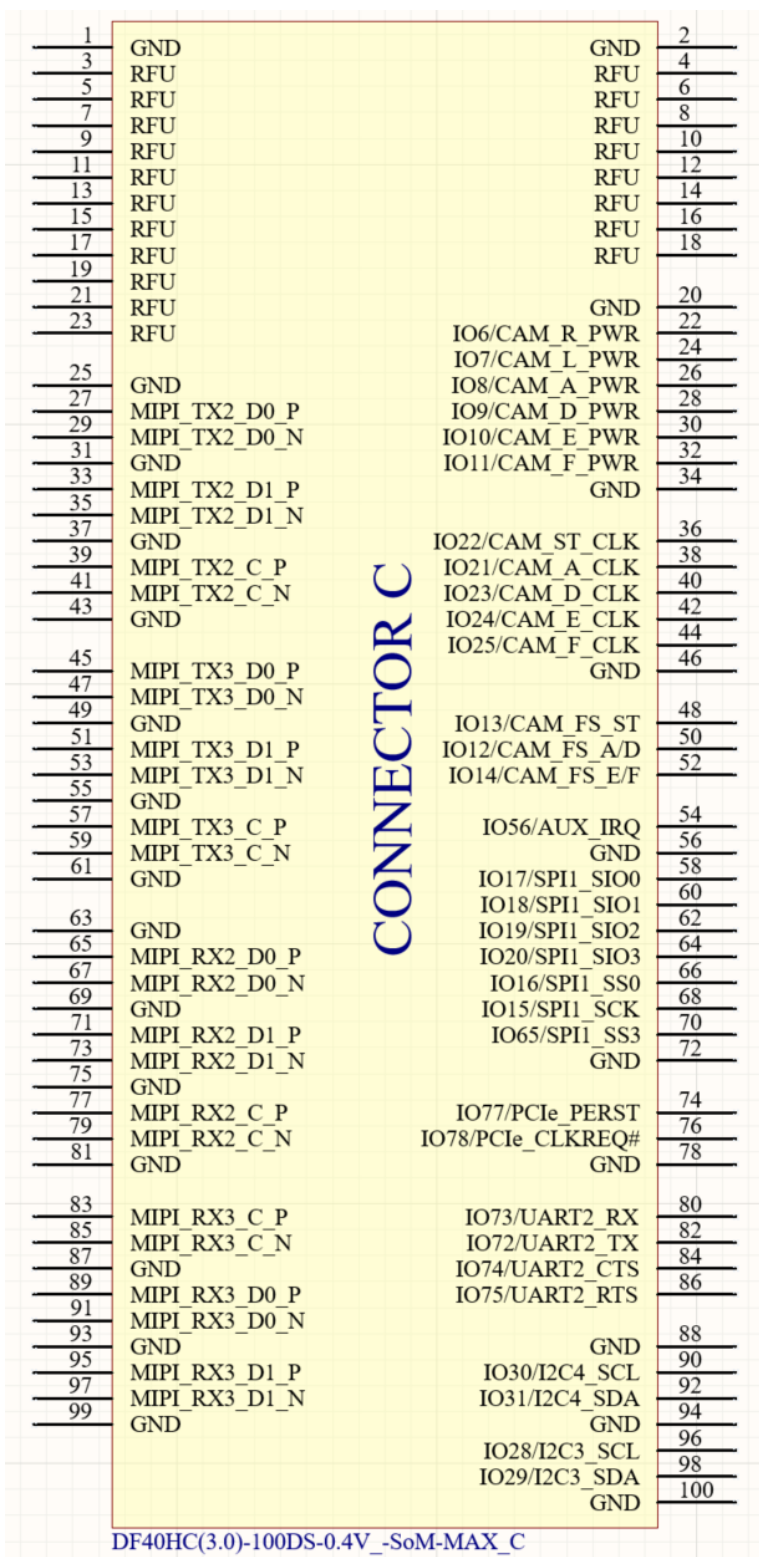 1 GND GND 2
3 RFU RFU 4
5 RFU RFU 6
7 RFU RFU 8
9 RFU RFU 10
11 RFU RFU 12
13 RFU RFU 14
15 RFU RFU 16
17 RFU RFU 18
19 RFU
21 RFU GND 20
23 RFU IO6/CAM_R_PWR 22
IO7/CAM_L_PWR 24
25 GND IO8/CAM_A_PWR 26
27 MIPI_TX2_D0_P IO9/CAM_D_PWR 28
29 MIPI_TX2_D0_N IO10/CAM_E_PWR 30
31 GND IO11/CAM_F_PWR 32
33 MIPI_TX2_D1_P GND 34
35 MIPI_TX2_D1_N
37 GND IO22/CAM_ST_CLK 36
39 MIPI_TX2_C_P IO21/CAM_A_CLK 38
41 MIPI_TX2_C_N IO23/CAM_D_CLK 40
43 GND IO24/CAM_E_CLK 42
IO25/CAM_F_CLK 44
45 MIPI_TX3_D0_P GND 46
47 MIPI_TX3_D0_N
49 GND IO13/CAM_FS_ST 48
51 MIPI_TX3_D1_P IO12/CAM_FS_A/D 50
53 MIPI_TX3_D1_N IO14/CAM_FS_E/F 52
55 GND
57 MIPI_TX3_C_P IO56/AUX_IRQ 54
59 MIPI_TX3_C_N GND 56
61 GND IO17/SPI1_SIO0 58
IO18/SPI1_SIO1 60
63 GND IO19/SPI1_SIO2 62
65 MIPI_RX2_D0_P IO20/SPI1_SIO3 64
67 MIPI_RX2_D0_N IO16/SPI1_SS0 66
69 GND IO15/SPI1_SCK 68
71 MIPI_RX2_D1_P IO65/SPI1_SS3 70
73 MIPI_RX2_D1_N GND 72
75 GND
77 MIPI_RX2_C_P IO77/PCIe_PERST 74
79 MIPI_RX2_C_N IO78/PCIe_CLKREQ# 76
81 GND GND 78
83 MIPI_RX3_C_P IO73/UART2_RX 80
85 MIPI_RX3_C_N IO72/UART2_TX 82
87 GND IO74/UART2_CTS 84
89 MIPI_RX3_D0_P IO75/UART2_RTS 86
91 MIPI_RX3_D0_N
93 GND GND 88
95 MIPI_RX3_D1_P IO30/I2C4_SCL 90
97 MIPI_RX3_D1_N IO31/I2C4_SDA 92
99 GND GND 94
IO28/I2C3_SCL 96
IO29/I2C3_SDA 98
GND 100
CONNECTOR C
DF40HC(3.0)-100DS-0.4V_-SoM-MAX_C